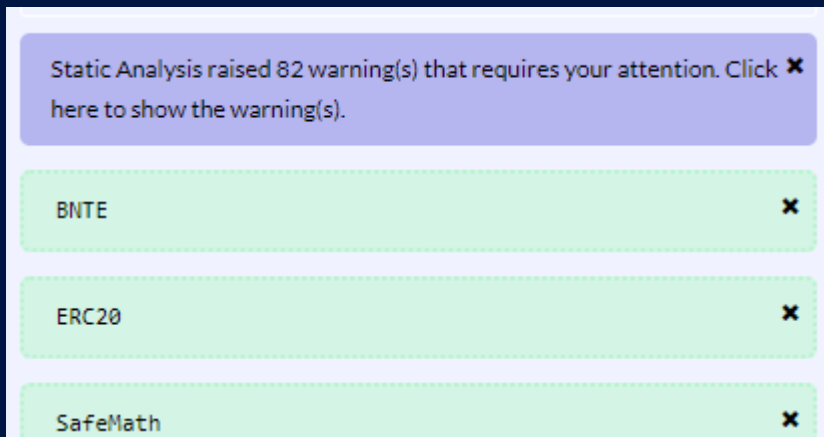 Static Analysis raised 82 warning(s) that requires your attention. Click
here to show the warning(s).
BNTE
ERC20
SafeMath